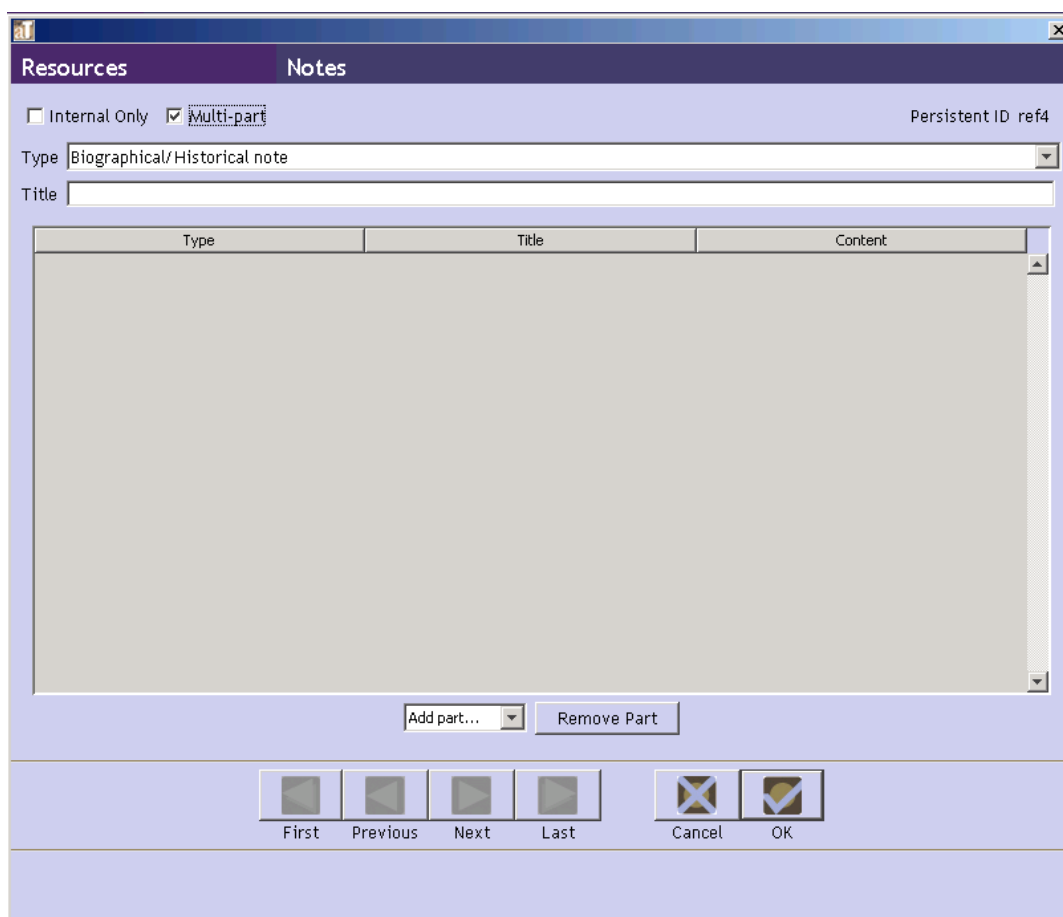 aT
Resources Notes
Internal Only Multi-part Persistent ID ref4
Type Biographical/Historical note
Title
Type Title Content
Add part... Remove Part
First Previous Next Last Cancel OK